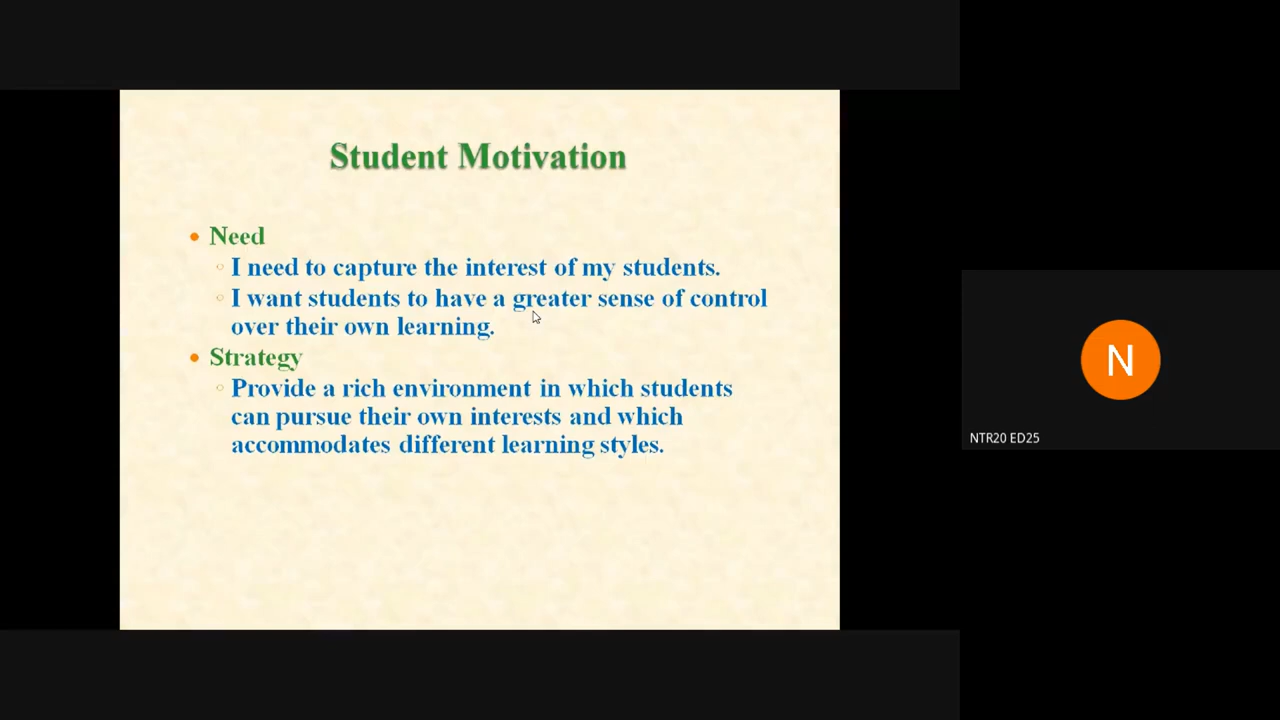 Student Motivation
Need
I need to capture the interest of my students.
I want students to have a greater sense of control
over their own learning.
Strategy
Provide a rich environment in which students
can pursue their own interests and which
accommodates different learning styles.
N
NTR20 ED25